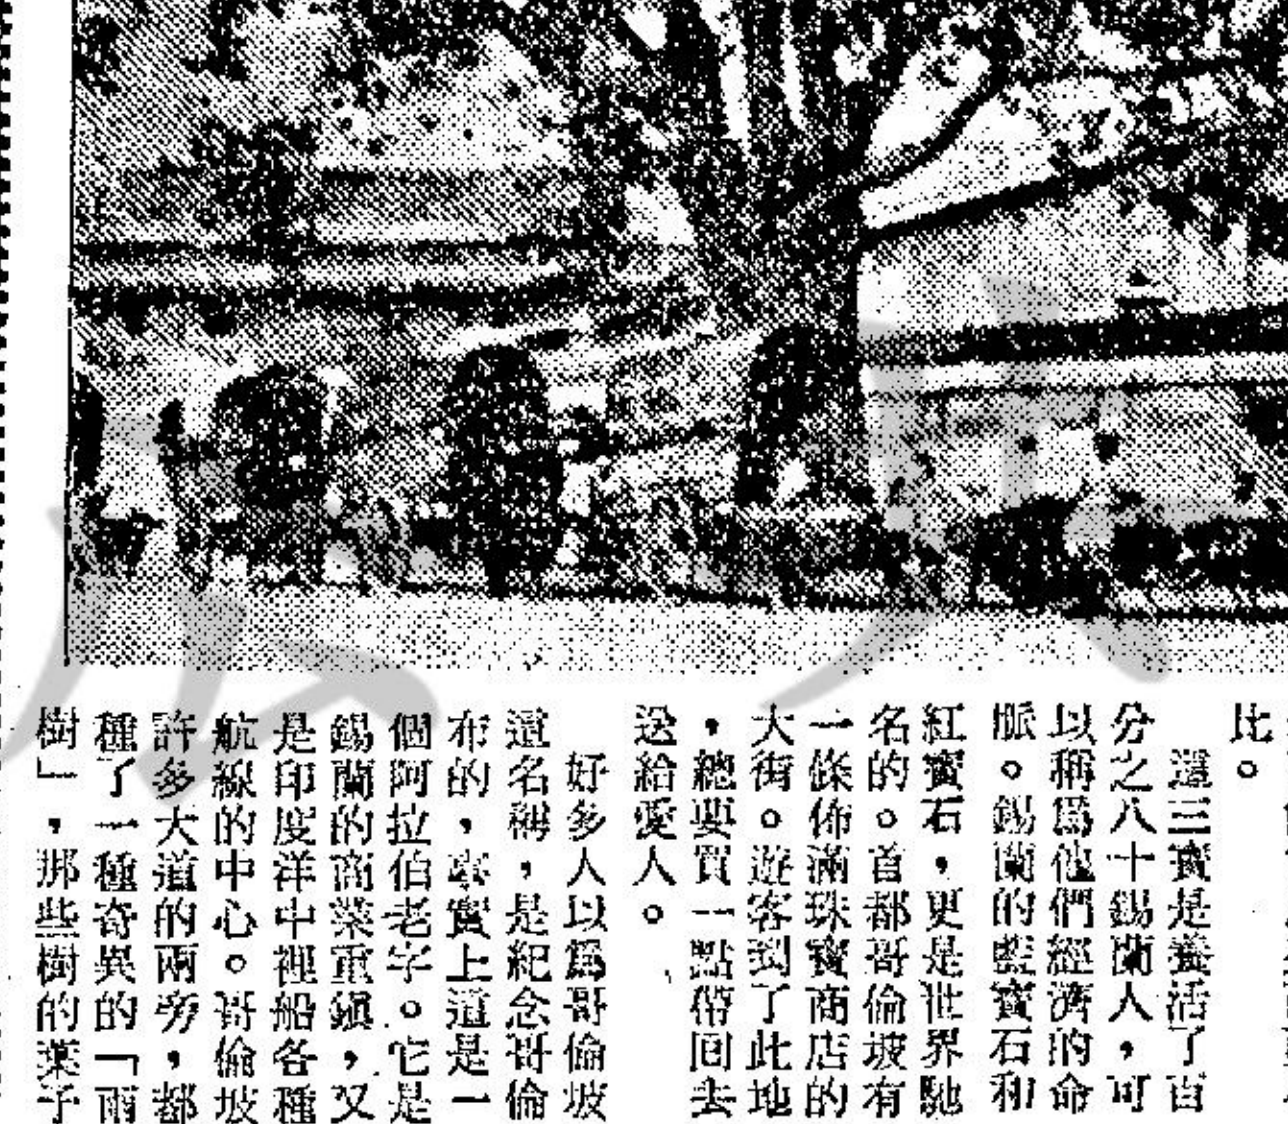 比。
這三寶是養活了百
分之八十錫蘭人，可
以稱爲他們經濟的命
脈。錫蘭的藍寶石和
紅寶石，更是世界馳
名的。首都哥倫坡有
一條佈滿珠寶商店的
大街。遊客到了此地
，總要買一點帶回去
送給愛人。
好多人以爲哥倫坡
這名稱，是紀念哥倫
布的，事實上這是一
個阿拉伯老字。它是
錫蘭的商業重鎮，又
是印度洋中裡船各種
航線的中心。哥倫坡
許多大道的兩旁，都
種了一種奇異的「雨
樹」，那些樹的葉子